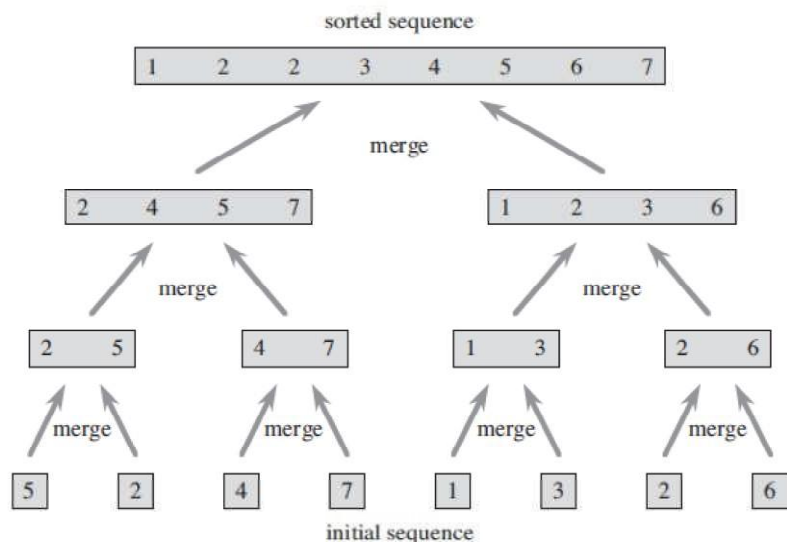 sorted sequence
1 2 2 3 4 5 6 7
merge
2 4 5 7 1 2 3 6
merge merge
2 5 4 7 1 3 2 6
merge merge merge merge
5 2 4 7 1 3 2 6
initial sequence